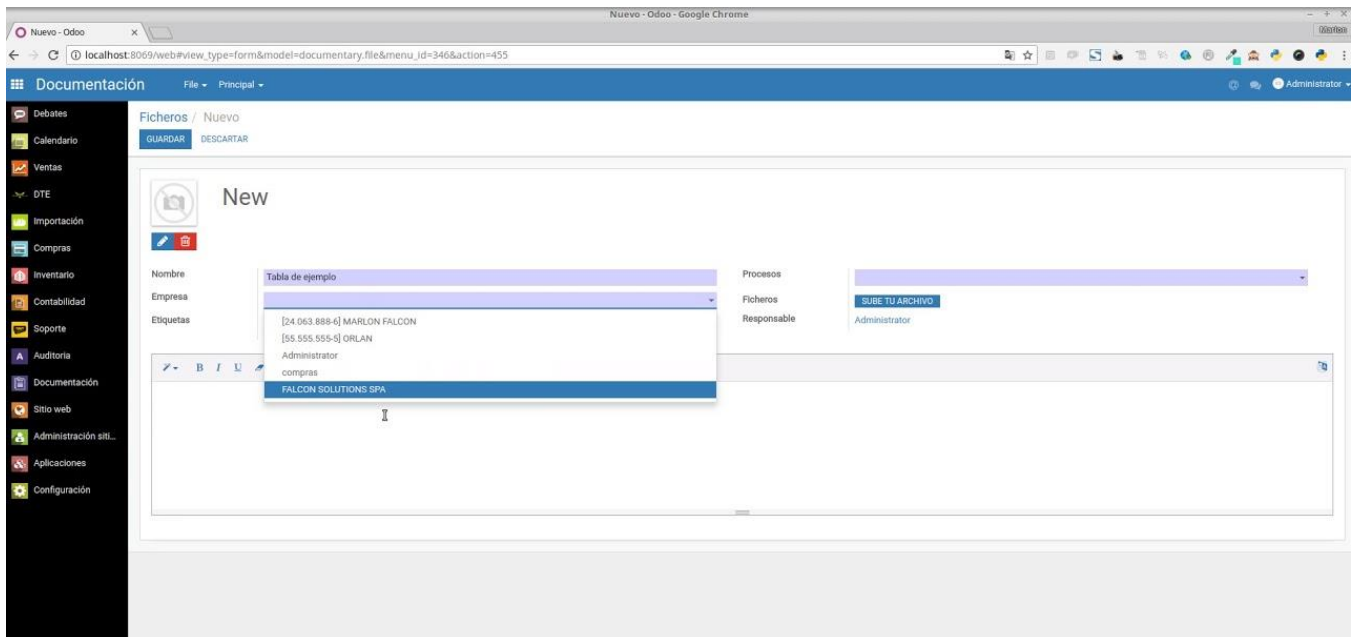 Nuevo - Odoo - Google Chrome
Nuevo - Odoo
localhost:8069/web#view_type=form&model=documentary.file&menu_id=346&action=455
Documentación File Principal Administrator
Debates
Calendario
Ventas
DTE
Importación
Compras
Inventario
Contabilidad
Soporte
A Auditoria
Documentación
Sitio web
Administración siti...
Aplicaciones
Configuración
Ficheros / Nuevo
GUARDAR DESCARTAR
New
Nombre Tabla de ejemplo Procesos
Empresa Ficheros SUBE TU ARCHIVO
Etiquetas Responsable Administrator
[24.063.888-6] MARLON FALCON
[55.555.555-5] ORLAN
Administrator
compras
FALCON SOLUTIONS SPA
B I U